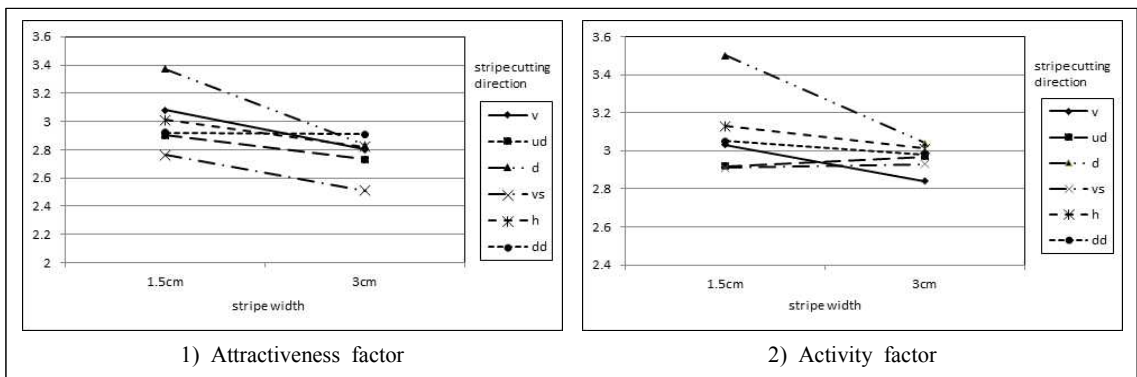 3.6
3.4
3.2
3
2.8
2.6
2.4
2.2
2
1.5cm
3cm
stripe width
stripe cutting
direction
v
ud
d
vs
h
dd
1) Attractiveness factor
3.6
3.4
3.2
3
2.8
2.6
2.4
1.5cm
3cm
stripe width
stripe cutting
direction
v
ud
d
vs
h
dd
2) Activity factor